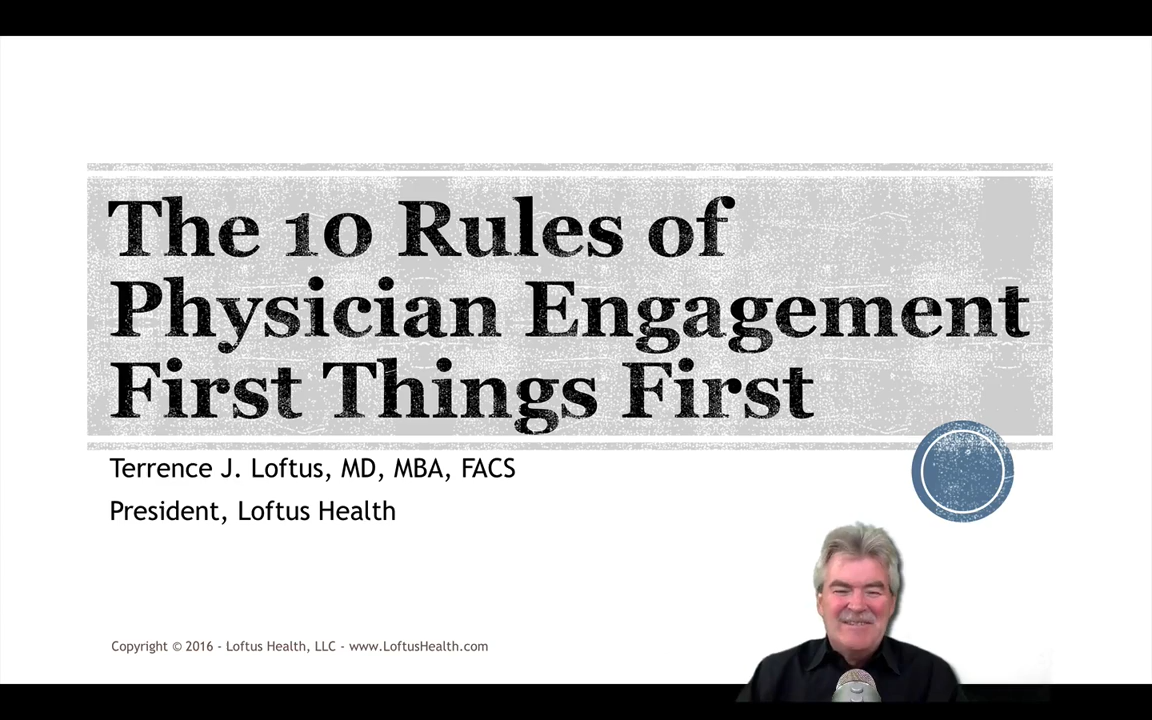 The 10 Rules of
Physician Engagement
First Things First
Terrence J. Loftus, MD, MBA, FACS
President, Loftus Health
Copyright © 2016 - Loftus Health, LLC - www.LoftusHealth.com